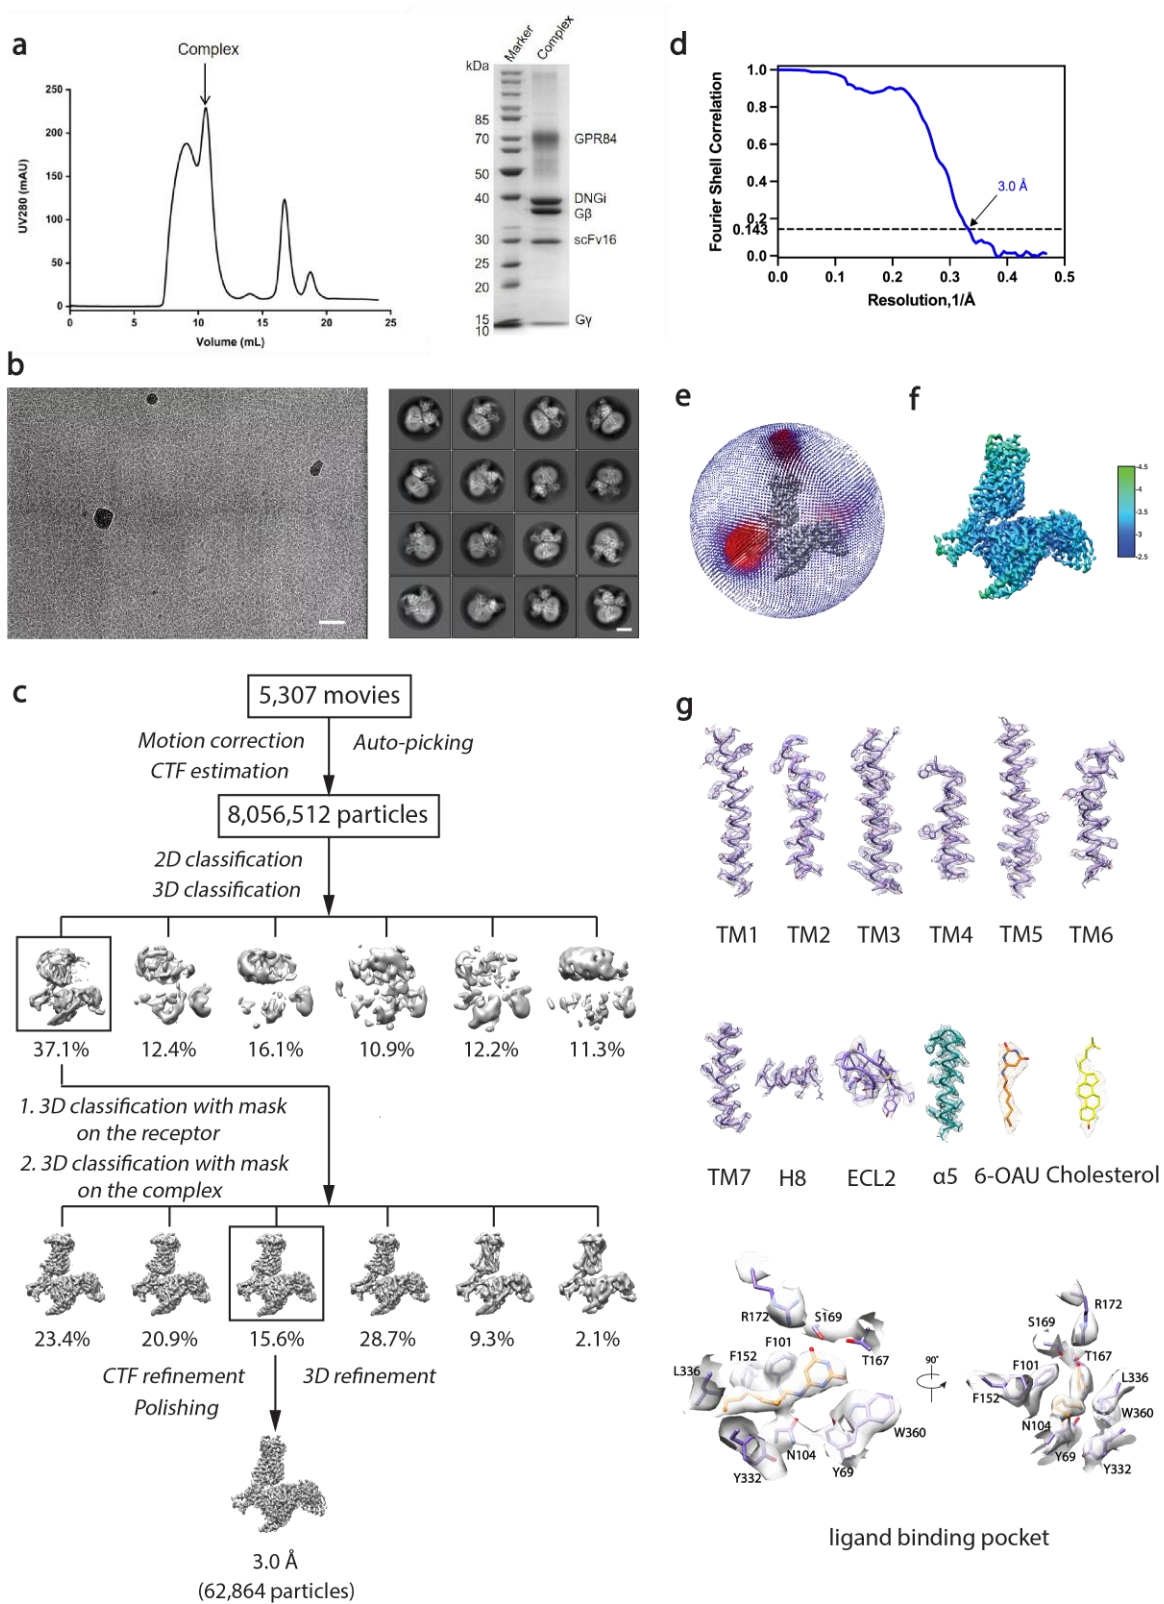 a
Complex
250
200
150
100
50
0
UV280 (mAU)
0 5 10 15 20 25
Volume (mL)
Marker
Complex
kDa
85
70
50
40
30
25
20
15
10
GPR84
DNGi
Gβ
scFv16
Gγ
d
1.0
0.8
0.6
0.4
0.2
0.143
0.0
Fourier Shell Correlation
3.0 Å
0.0 0.1 0.2 0.3 0.4 0.5
Resolution,1/Å
b
e
f
4.5
4
3.5
3
2.5
c
5,307 movies
Motion correction
CTF estimation
Auto-picking
8,056,512 particles
2D classification
3D classification
37.1% 12.4% 16.1% 10.9% 12.2% 11.3%
1. 3D classification with mask
on the receptor
2. 3D classification with mask
on the complex
23.4% 20.9% 15.6% 28.7% 9.3% 2.1%
CTF refinement
Polishing
3D refinement
3.0 Å
(62,864 particles)
g
TM1 TM2 TM3 TM4 TM5 TM6
TM7 H8 ECL2 α5 6-OAU Cholesterol
R172
S169
F101
F152
T167
L336
W360
N104
Y332
Y69
90°
R172
S169
T167
F101
L336
F152
W360
N104
Y69
Y332
ligand binding pocket